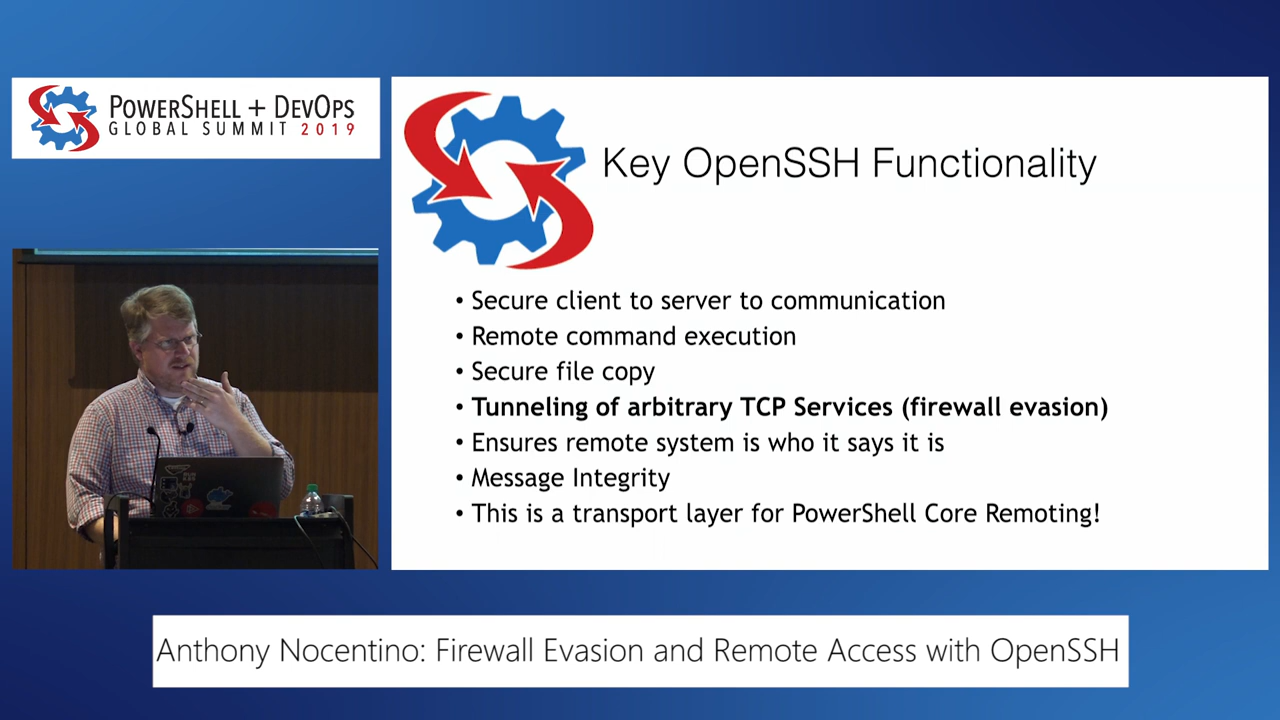 POWERSHELL + DEVOPS
GLOBAL SUMMIT 2019
Key OpenSSH Functionality
• Secure client to server to communication
• Remote command execution
• Secure file copy
• Tunneling of arbitrary TCP Services (firewall evasion)
• Ensures remote system is who it says it is
• Message Integrity
• This is a transport layer for PowerShell Core Remoting!
Anthony Nocentino: Firewall Evasion and Remote Access with OpenSSH